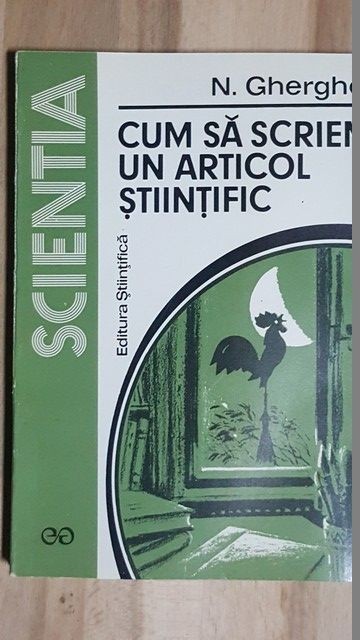 N. Gherghe
CUM SĂ SCRIEM
UN ARTICOL
ȘTIINȚIFIC
Editura Științifică
SCIENTIA